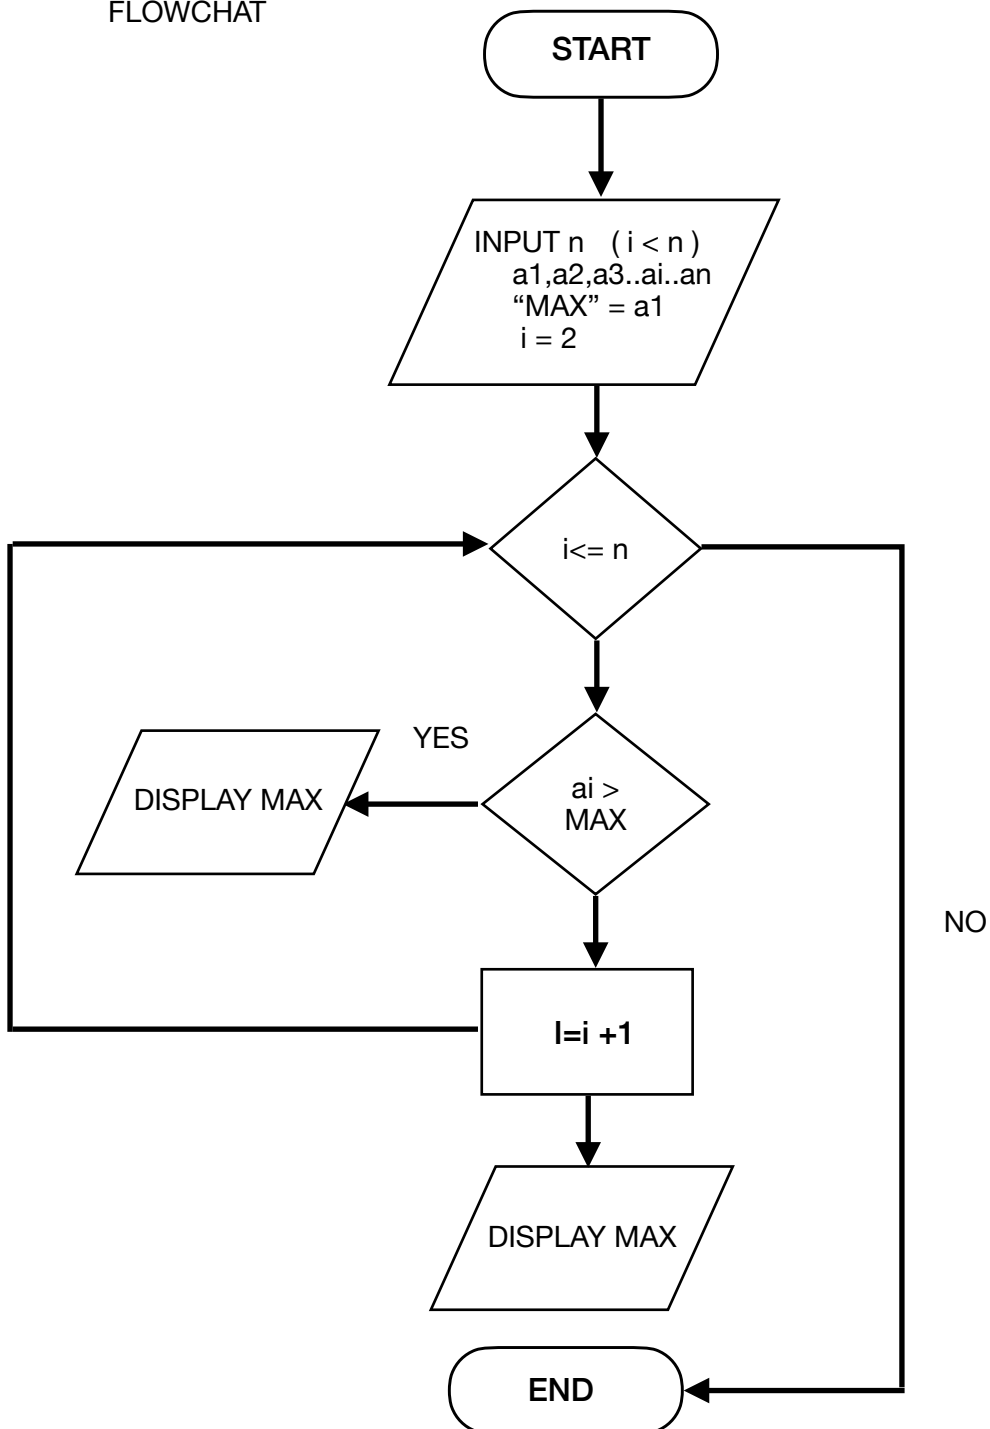 FLOWCHAT
START
INPUT n ( i < n )
a1,a2,a3..ai..an
“MAX” = a1
i = 2
i<= n
YES
DISPLAY MAX
ai >
MAX
NO
I=i +1
DISPLAY MAX
END